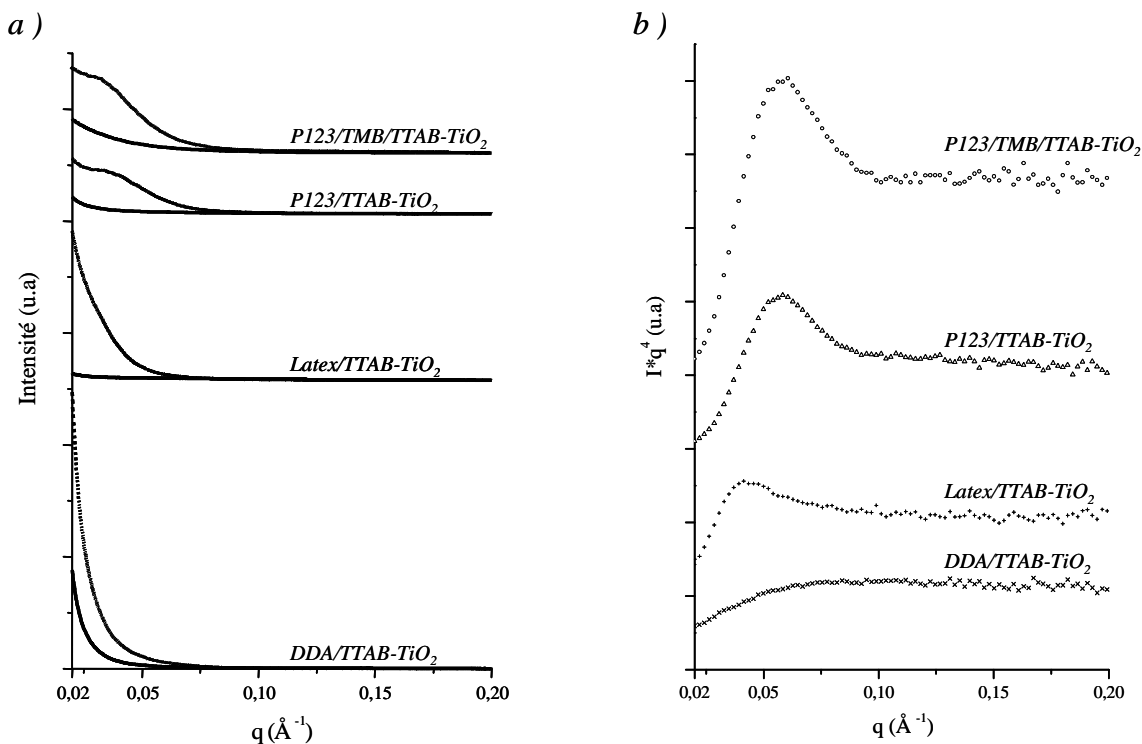 a )
Intensité (u.a)
P123/TMB/TTAB-TiO2
P123/TTAB-TiO2
Latex/TTAB-TiO2
DDA/TTAB-TiO2
0,02 0,05 0,10 0,15 0,20
q (Å-1)
b )
I*q4 (u.a)
P123/TMB/TTAB-TiO2
P123/TTAB-TiO2
Latex/TTAB-TiO2
DDA/TTAB-TiO2
0,02 0,05 0,10 0,15 0,20
q (Å-1)